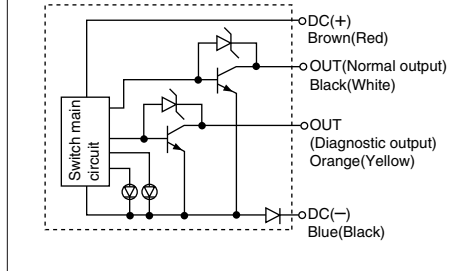 DC(+)
Brown(Red)
OUT(Normal output)
Black(White)
OUT
(Diagnostic output)
Orange(Yellow)
Switch main
circuit
DC(−)
Blue(Black)